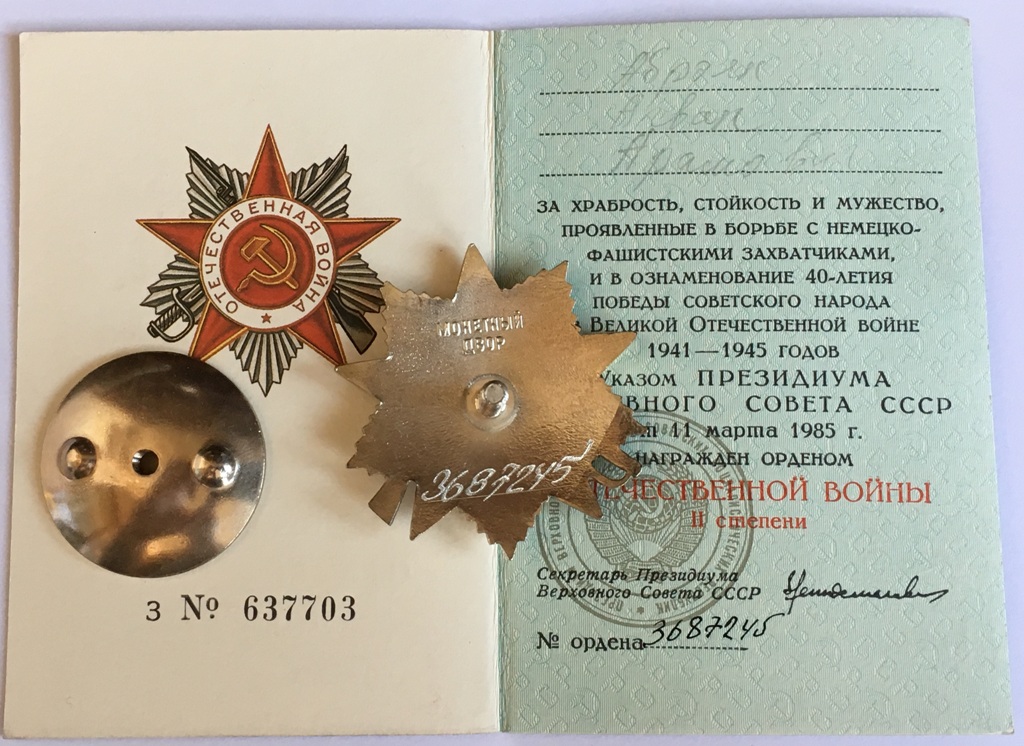 ОТЕЧЕСТВЕННАЯ ВОЙНА
МОНЕТНЫЙ
ДВОР
3687245
З № 637703
ЗА ХРАБРОСТЬ, СТОЙКОСТЬ И МУЖЕСТВО,
ПРОЯВЛЕННЫЕ В БОРЬБЕ С НЕМЕЦКО-
ФАШИСТСКИМИ ЗАХВАТЧИКАМИ,
И В ОЗНАМЕНОВАНИЕ 40-ЛЕТИЯ
ПОБЕДЫ СОВЕТСКОГО НАРОДА
В ВЕЛИКОЙ ОТЕЧЕСТВЕННОЙ ВОЙНЕ
1941—1945 ГОДОВ
УКАЗОМ ПРЕЗИДИУМА
ВНОГО СОВЕТА СССР
т 11 марта 1985 г.
НАГРАЖДЕН ОРДЕНОМ
ТЕЧЕСТВЕННОЙ ВОЙНЫ
II степени
Секретарь Президиума
Верховного Совета СССР
№ ордена 3687245